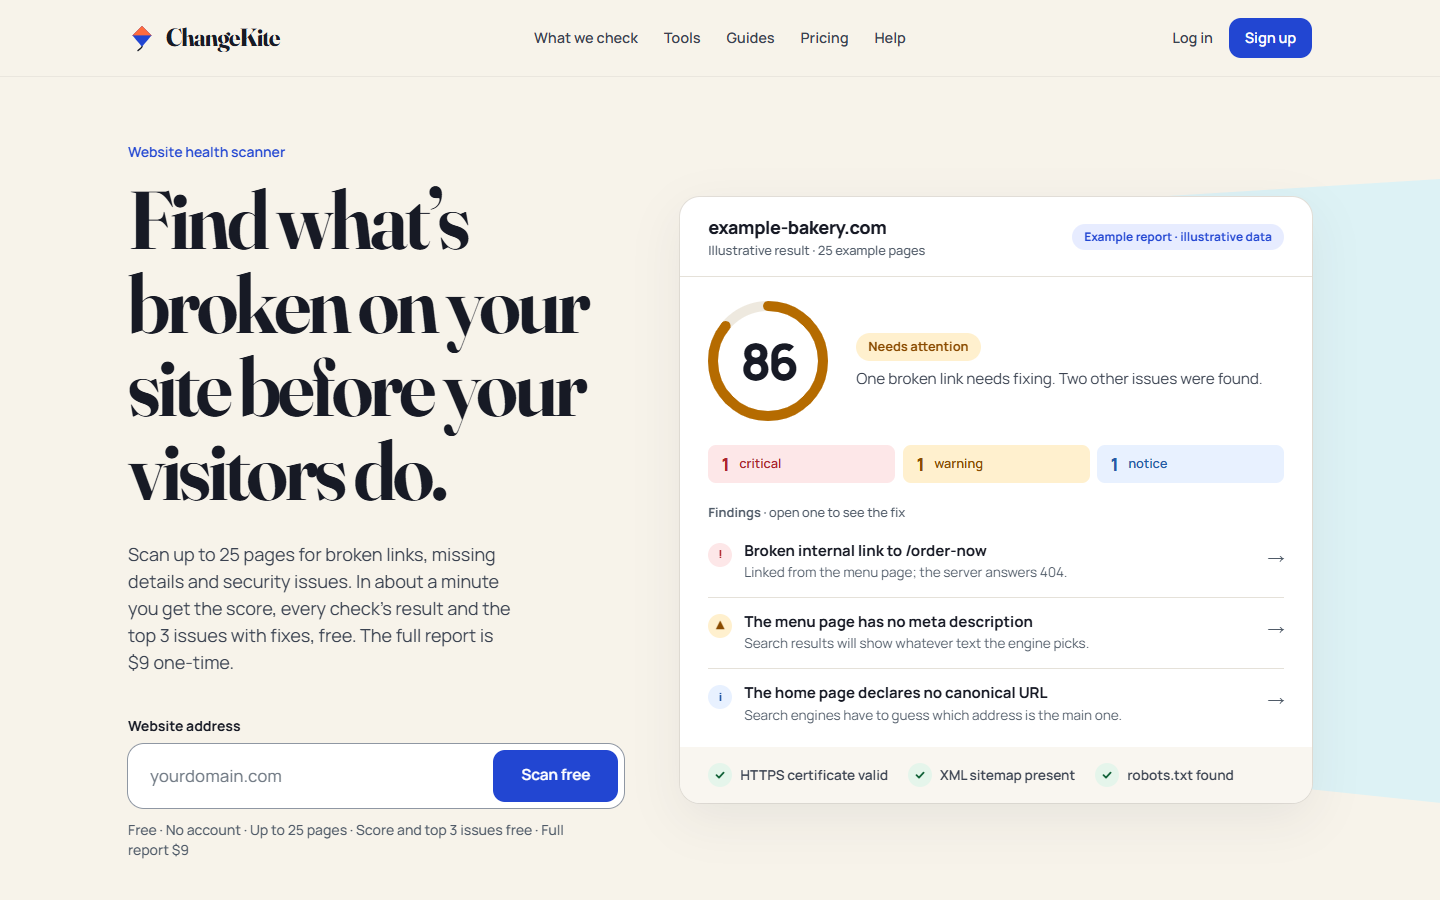 ChangeKite
What we check
Tools
Guides
Pricing
Help
Log in
Sign up
Website health scanner
Find what’s
broken on your
site before your
visitors do.
Scan up to 25 pages for broken links, missing
details and security issues. In about a minute
you get the score, every check’s result and the
top 3 issues with fixes, free. The full report is
$9 one-time.
Website address
yourdomain.com
Scan free
Free · No account · Up to 25 pages · Score and top 3 issues free · Full
report $9
example-bakery.com
Illustrative result · 25 example pages
Example report · illustrative data
86
Needs attention
One broken link needs fixing. Two other issues were found.
1 critical
1 warning
1 notice
Findings · open one to see the fix
!
Broken internal link to /order-now
Linked from the menu page; the server answers 404.
→
▲
The menu page has no meta description
Search results will show whatever text the engine picks.
→
i
The home page declares no canonical URL
Search engines have to guess which address is the main one.
→
HTTPS certificate valid
XML sitemap present
robots.txt found